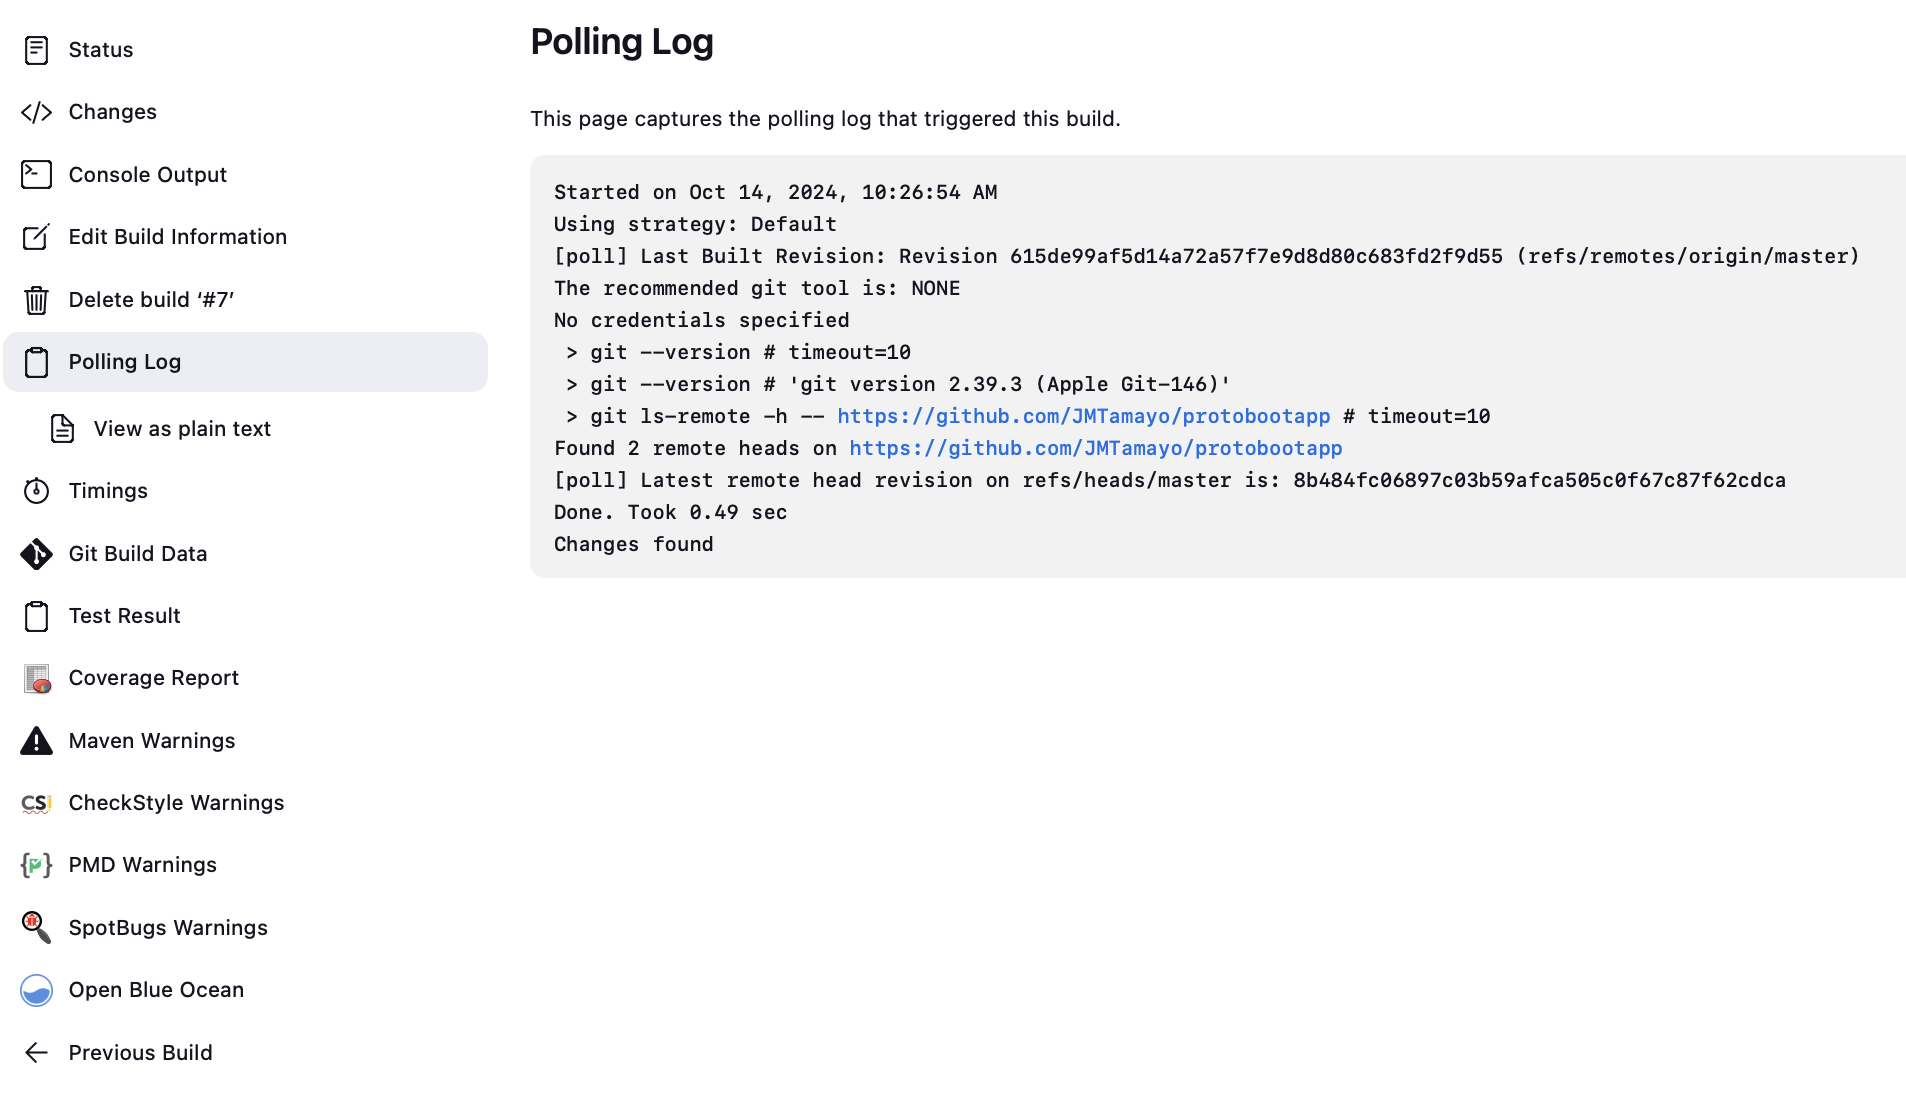 Status
Changes
Console Output
Edit Build Information
Delete build ‘#7’
Polling Log
View as plain text
Timings
Git Build Data
Test Result
Coverage Report
Maven Warnings
CheckStyle Warnings
PMD Warnings
SpotBugs Warnings
Open Blue Ocean
Previous Build
Polling Log
This page captures the polling log that triggered this build.
Started on Oct 14, 2024, 10:26:54 AM
Using strategy: Default
[poll] Last Built Revision: Revision 615de99af5d14a72a57f7e9d8d80c683fd2f9d55 (refs/remotes/origin/master)
The recommended git tool is: NONE
No credentials specified
 > git --version # timeout=10
 > git --version # 'git version 2.39.3 (Apple Git-146)'
 > git ls-remote -h -- https://github.com/JMTamayo/protobootapp # timeout=10
Found 2 remote heads on https://github.com/JMTamayo/protobootapp
[poll] Latest remote head revision on refs/heads/master is: 8b484fc06897c03b59afca505c0f67c87f62cdca
Done. Took 0.49 sec
Changes found